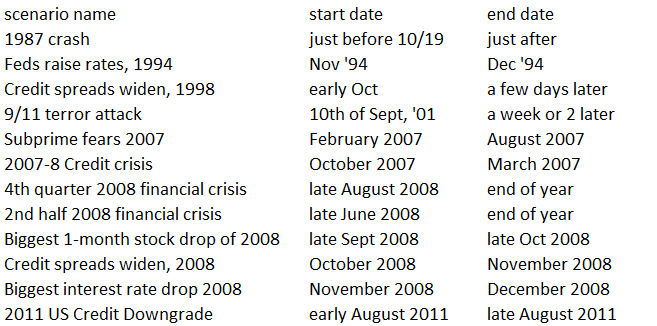 scenario name start date end date
1987 crash just before 10/19 just after
Feds raise rates, 1994 Nov '94 Dec '94
Credit spreads widen, 1998 early Oct a few days later
9/11 terror attack 10th of Sept, '01 a week or 2 later
Subprime fears 2007 February 2007 August 2007
2007-8 Credit crisis October 2007 March 2007
4th quarter 2008 financial crisis late August 2008 end of year
2nd half 2008 financial crisis late June 2008 end of year
Biggest 1-month stock drop of 2008 late Sept 2008 late Oct 2008
Credit spreads widen, 2008 October 2008 November 2008
Biggest interest rate drop 2008 November 2008 December 2008
2011 US Credit Downgrade early August 2011 late August 2011